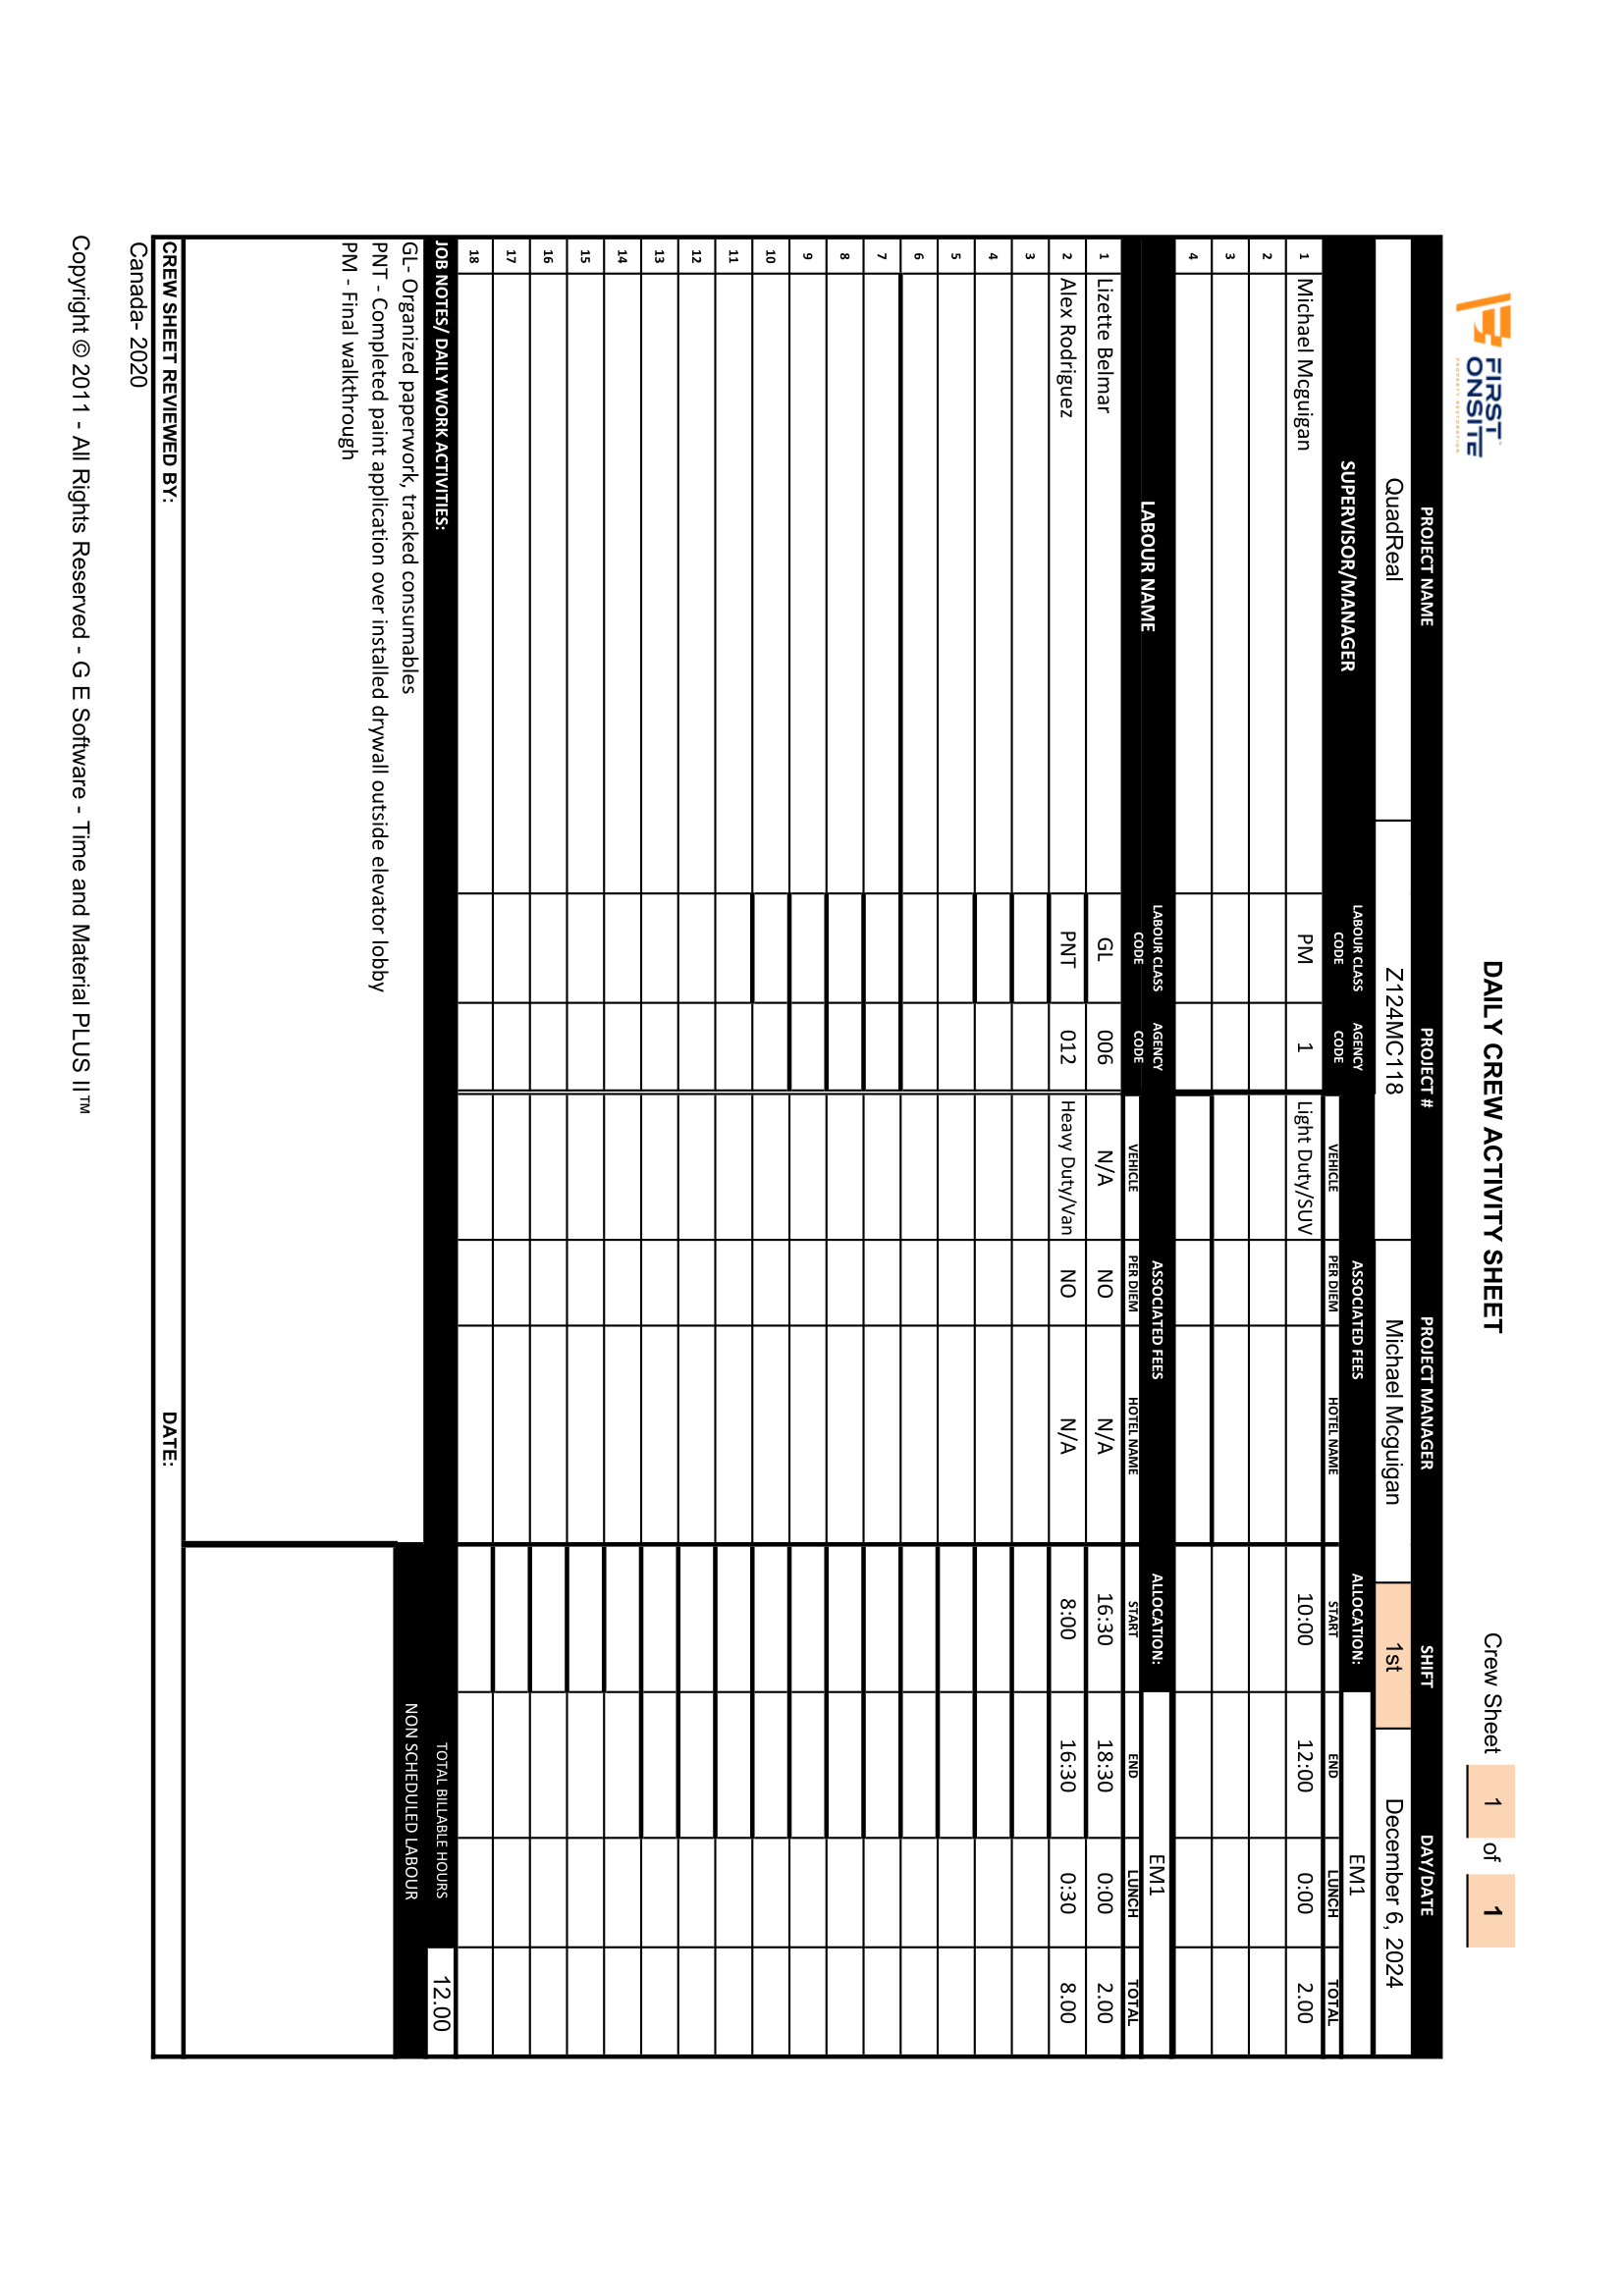 FIRST ONSITE
PROPERTY RESTORATION
DAILY CREW ACTIVITY SHEET
Crew Sheet 1 of 1
PROJECT NAME PROJECT # PROJECT MANAGER SHIFT DAY/DATE
QuadReal Z124MC118 Michael Mcguigan 1st December 6, 2024
SUPERVISOR/MANAGER LABOUR CLASS CODE AGENCY CODE ASSOCIATED FEES ALLOCATION: EM1
VEHICLE PER DIEM HOTEL NAME START END LUNCH TOTAL
1 Michael Mcguigan PM 1 Light Duty/SUV 10:00 12:00 0:00 2.00
2
3
4
LABOUR NAME LABOUR CLASS CODE AGENCY CODE ASSOCIATED FEES ALLOCATION: EM1
VEHICLE PER DIEM HOTEL NAME START END LUNCH TOTAL
1 Lizette Belmar GL 006 N/A NO N/A 16:30 18:30 0:00 2.00
2 Alex Rodriguez PNT 012 Heavy Duty/Van NO N/A 8:00 16:30 0:30 8.00
3
4
5
6
7
8
9
10
11
12
13
14
15
16
17
18
JOB NOTES/ DAILY WORK ACTIVITIES: TOTAL BILLABLE HOURS 12.00
GL- Organized paperwork, tracked consumables NON SCHEDULED LABOUR
PNT - Completed paint application over installed drywall outside elevator lobby
PM - Final walkthrough
CREW SHEET REVIEWED BY: DATE:
Canada- 2020
Copyright © 2011 - All Rights Reserved - G E Software - Time and Material PLUS II™